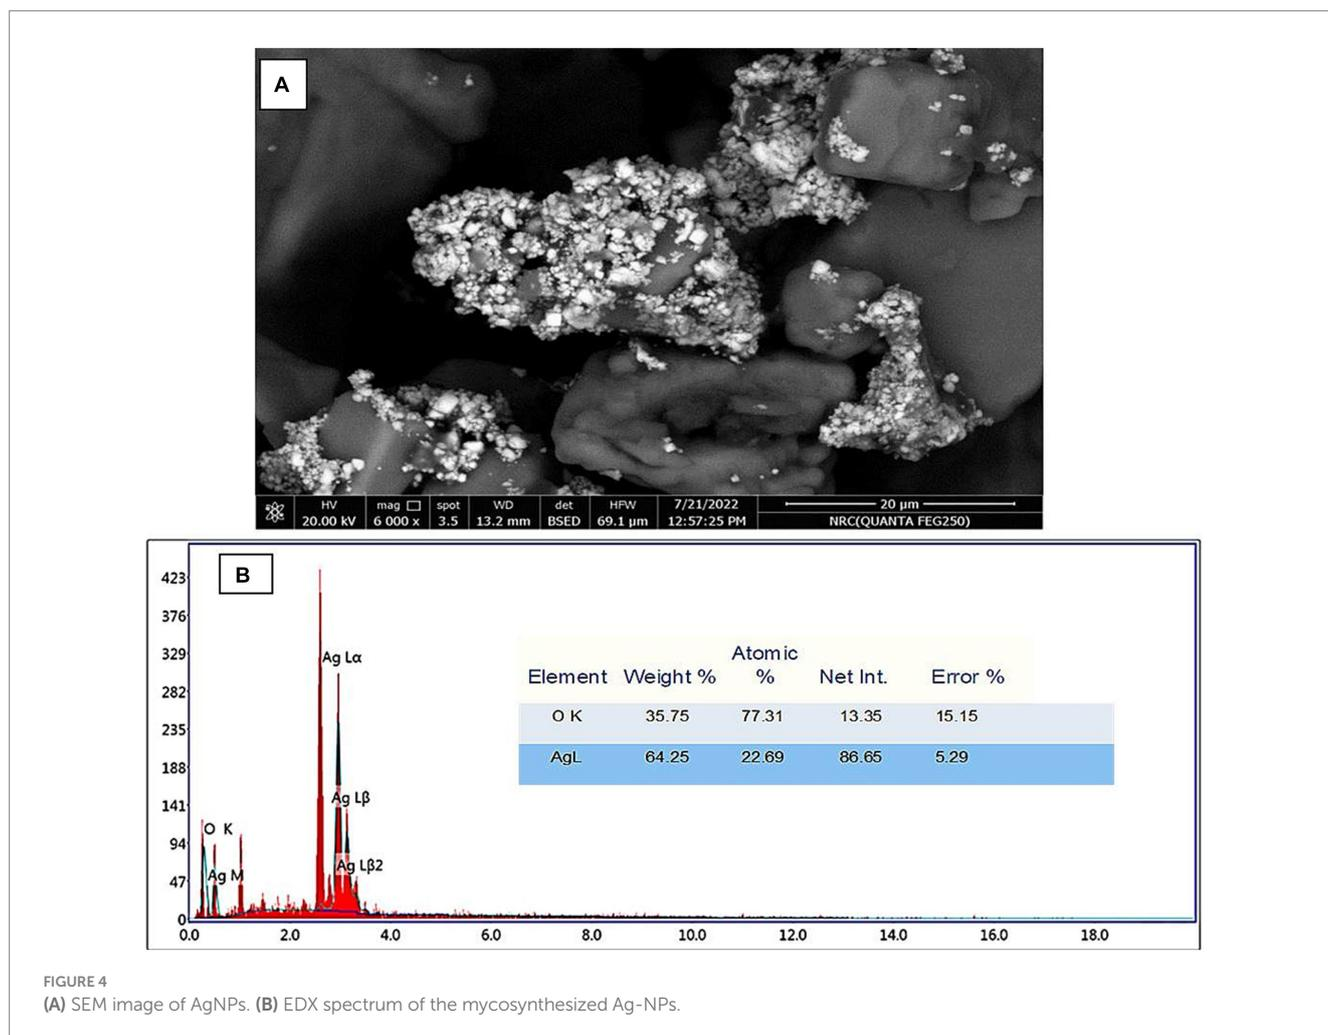 A
HV mag spot WD det HFW 7/21/2022 20 µm
20.00 kV 6 000 x 3.5 13.2 mm BSED 69.1 µm 12:57:25 PM NRC(QUANTA FEG250)
B
423
376
329
282
235
188
141
94
47
0
Ag Lα
Ag Lβ
Ag Lβ2
O K
Ag M
0.0 2.0 4.0 6.0 8.0 10.0 12.0 14.0 16.0 18.0
Element Weight % Atomic % Net Int. Error %
O K 35.75 77.31 13.35 15.15
AgL 64.25 22.69 86.65 5.29
FIGURE 4
(A) SEM image of AgNPs. (B) EDX spectrum of the mycosynthesized Ag-NPs.